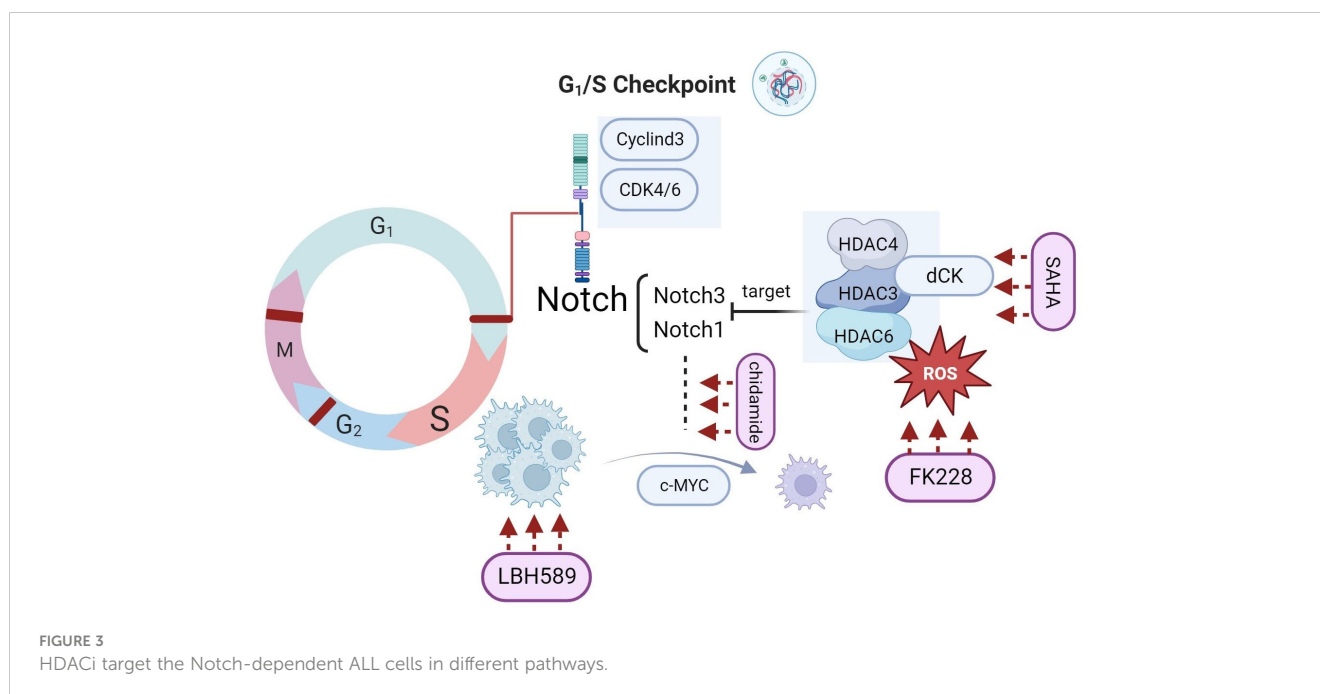 G₁/S Checkpoint
Cyclind3
CDK4/6
G₁
S
G₂
M
Notch
Notch3
Notch1
target
HDAC4
HDAC3
HDAC6
dCK
SAHA
ROS
FK228
chidamide
c-MYC
LBH589
FIGURE 3
HDACi target the Notch-dependent ALL cells in different pathways.